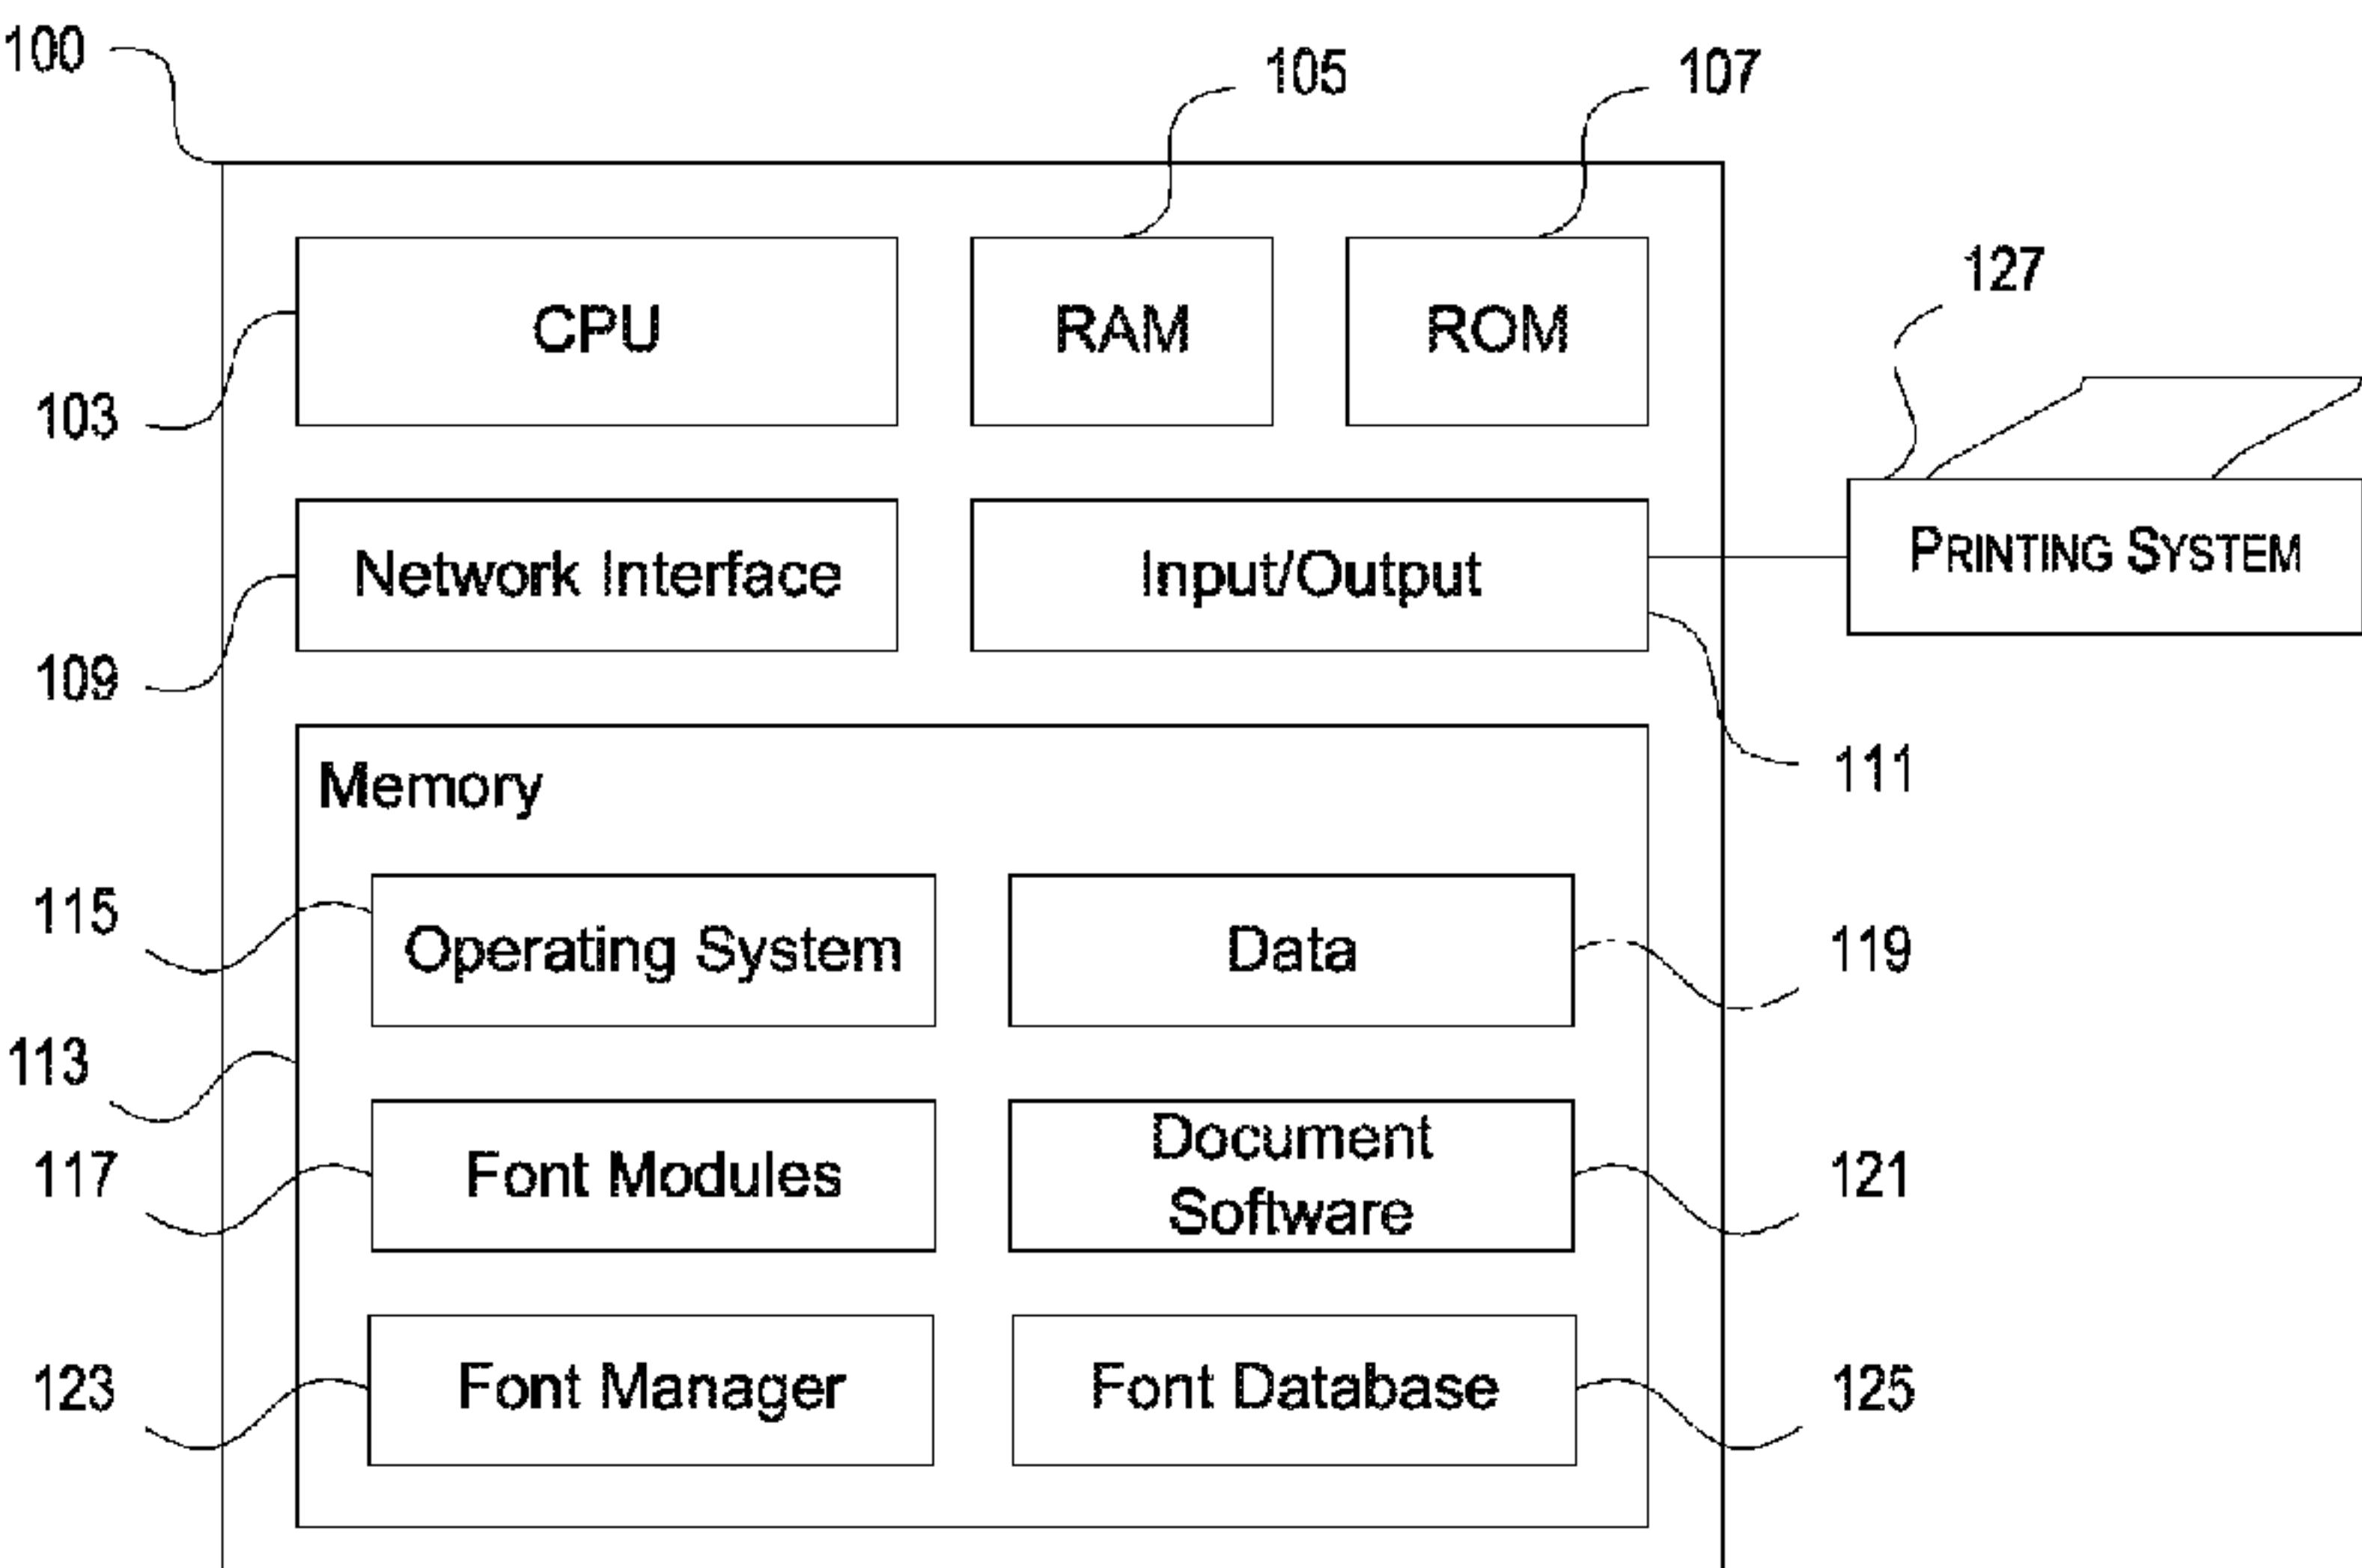 100
105
107
CPU
RAM
ROM
127
103
Network Interface
Input/Output
PRINTING SYSTEM
109
Memory
111
115
Operating System
Data
119
113
117
Font Modules
Document
Software
121
123
Font Manager
Font Database
125